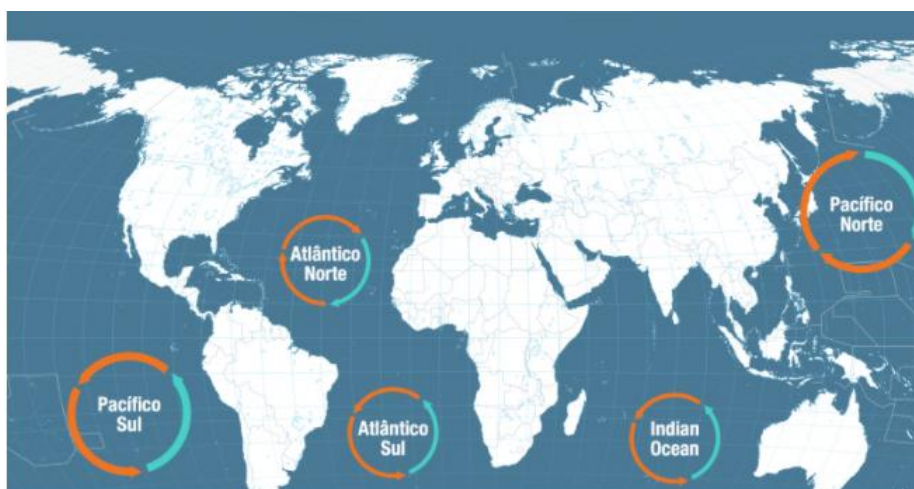 Pacífico
Norte
Atlântico
Norte
Pacífico
Sul
Atlântico
Sul
Indian
Ocean